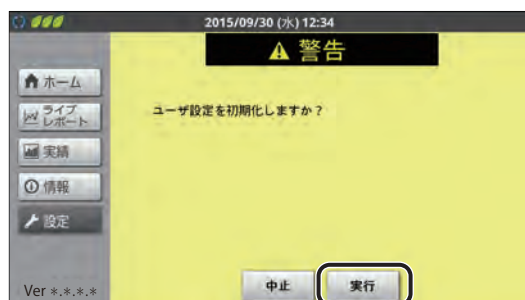 2015/09/30 (水) 12:34
警告
ホーム
ライブ
レポート
実績
情報
設定
ユーザ設定を初期化しますか?
中止
実行
Ver *.*.*.*